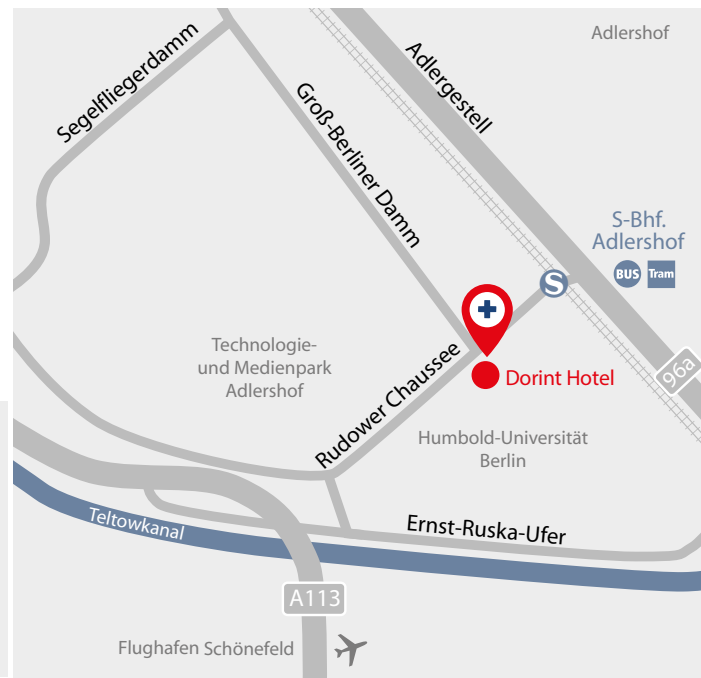 Adlershof
Segelfliegerdamm
Adlergestell
Groß-Berliner Damm
S-Bhf.
Adlershof
BUS Tram
S
Technologie-
und Medienpark
Adlershof
Rudower Chaussee
Dorint Hotel
96a
Humbold-Universität
Berlin
Teltowkanal
Ernst-Ruska-Ufer
A113
Flughafen Schönefeld